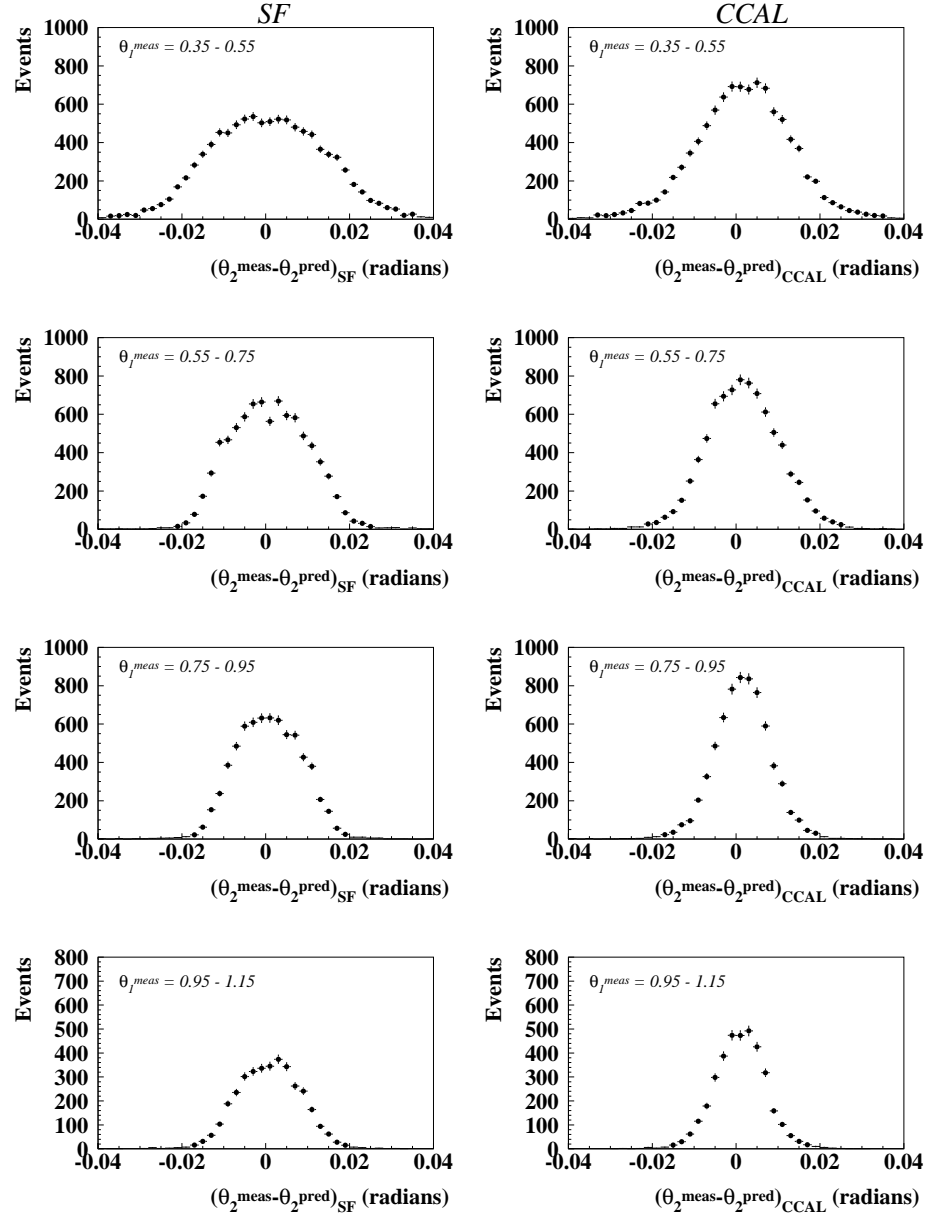 SF
CCAL
Events
1000
800
600
400
200
0
θ₁ᵐᵉᵃˢ = 0.35 - 0.55
-0.04 -0.02 0 0.02 0.04
(θ₂ᵐᵉᵃˢ-θ₂ᵖʳᵉᵈ)SF (radians)
Events
1000
800
600
400
200
0
θ₁ᵐᵉᵃˢ = 0.35 - 0.55
-0.04 -0.02 0 0.02 0.04
(θ₂ᵐᵉᵃˢ-θ₂ᵖʳᵉᵈ)CCAL (radians)
Events
1000
800
600
400
200
0
θ₁ᵐᵉᵃˢ = 0.55 - 0.75
-0.04 -0.02 0 0.02 0.04
(θ₂ᵐᵉᵃˢ-θ₂ᵖʳᵉᵈ)SF (radians)
Events
1000
800
600
400
200
0
θ₁ᵐᵉᵃˢ = 0.55 - 0.75
-0.04 -0.02 0 0.02 0.04
(θ₂ᵐᵉᵃˢ-θ₂ᵖʳᵉᵈ)CCAL (radians)
Events
1000
800
600
400
200
0
θ₁ᵐᵉᵃˢ = 0.75 - 0.95
-0.04 -0.02 0 0.02 0.04
(θ₂ᵐᵉᵃˢ-θ₂ᵖʳᵉᵈ)SF (radians)
Events
1000
800
600
400
200
0
θ₁ᵐᵉᵃˢ = 0.75 - 0.95
-0.04 -0.02 0 0.02 0.04
(θ₂ᵐᵉᵃˢ-θ₂ᵖʳᵉᵈ)CCAL (radians)
Events
800
700
600
500
400
300
200
100
0
θ₁ᵐᵉᵃˢ = 0.95 - 1.15
-0.04 -0.02 0 0.02 0.04
(θ₂ᵐᵉᵃˢ-θ₂ᵖʳᵉᵈ)SF (radians)
Events
800
700
600
500
400
300
200
100
0
θ₁ᵐᵉᵃˢ = 0.95 - 1.15
-0.04 -0.02 0 0.02 0.04
(θ₂ᵐᵉᵃˢ-θ₂ᵖʳᵉᵈ)CCAL (radians)